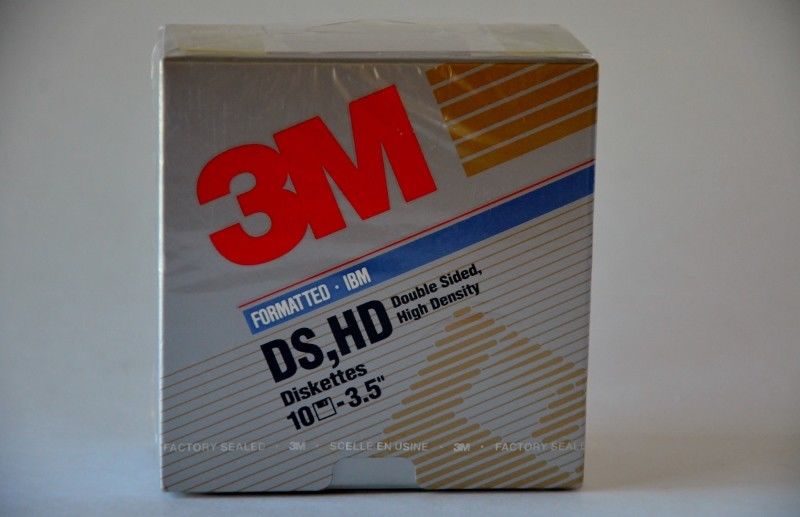 3M
FORMATTED · IBM
DS,HD Double Sided,
High Density
Diskettes
10 - 3.5"
FACTORY SEALED · 3M · SCELLE EN USINE · 3M · FACTORY SEALE